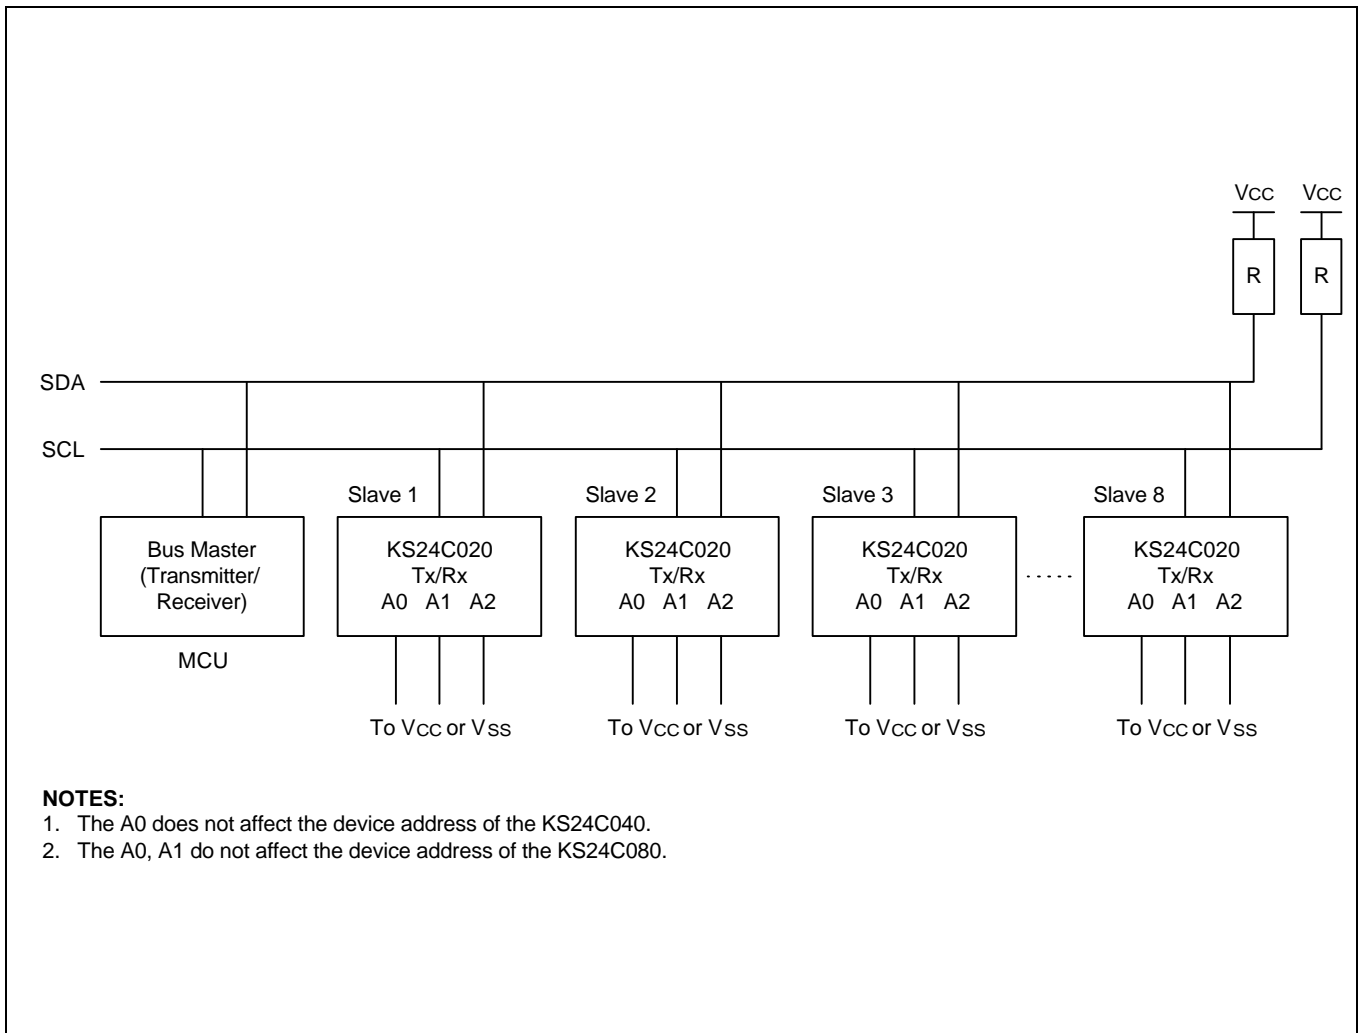 VCC VCC
R R
SDA
SCL
Slave 1 Slave 2 Slave 3 Slave 8
Bus Master
(Transmitter/
Receiver)
KS24C020
Tx/Rx
A0 A1 A2
KS24C020
Tx/Rx
A0 A1 A2
KS24C020
Tx/Rx
A0 A1 A2
.....
KS24C020
Tx/Rx
A0 A1 A2
MCU
To VCC or VSS To VCC or VSS To VCC or VSS To VCC or VSS
NOTES:
1. The A0 does not affect the device address of the KS24C040.
2. The A0, A1 do not affect the device address of the KS24C080.